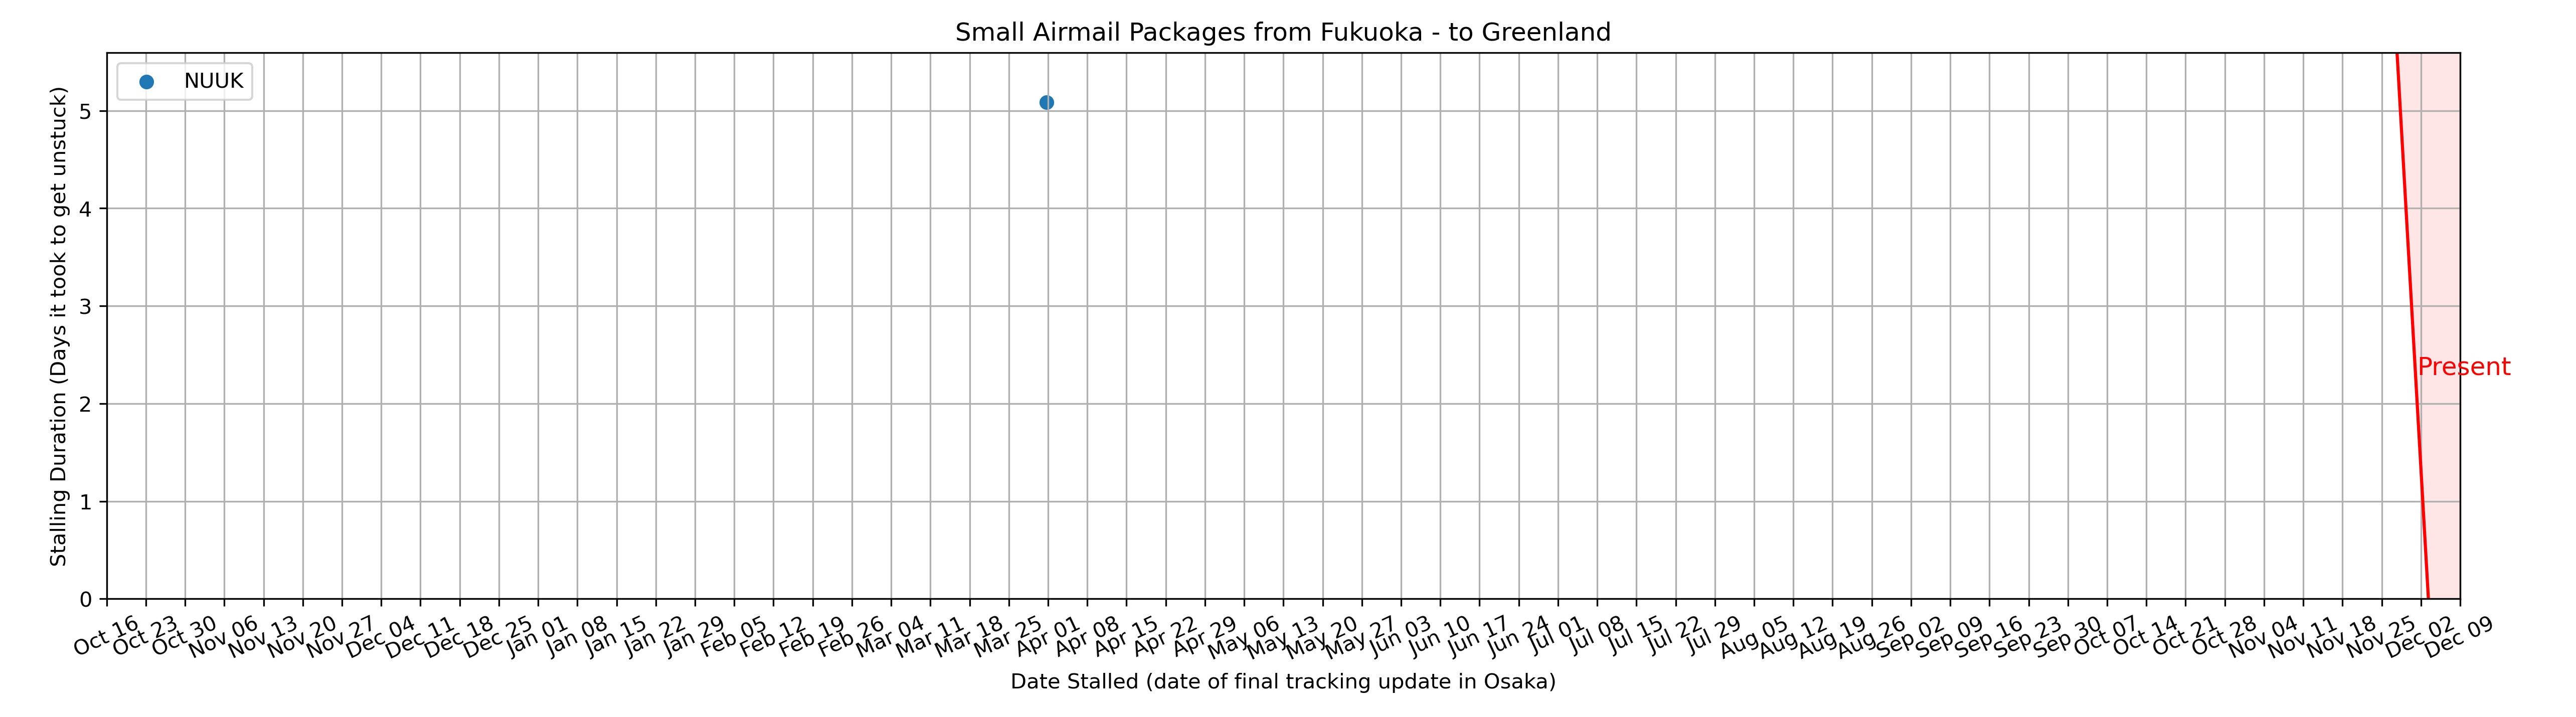 Small Airmail Packages from Fukuoka - to Greenland
NUUK
Stalling Duration (Days it took to get unstuck)
5
4
3
2
1
0
Present
Oct 16
Oct 23
Oct 30
Nov 06
Nov 13
Nov 20
Nov 27
Dec 04
Dec 11
Dec 18
Dec 25
Jan 01
Jan 08
Jan 15
Jan 22
Jan 29
Feb 05
Feb 12
Feb 19
Feb 26
Mar 04
Mar 11
Mar 18
Mar 25
Apr 01
Apr 08
Apr 15
Apr 22
Apr 29
May 06
May 13
May 20
May 27
Jun 03
Jun 10
Jun 17
Jun 24
Jul 01
Jul 08
Jul 15
Jul 22
Jul 29
Aug 05
Aug 12
Aug 19
Aug 26
Sep 02
Sep 09
Sep 16
Sep 23
Sep 30
Oct 07
Oct 14
Oct 21
Oct 28
Nov 04
Nov 11
Nov 18
Nov 25
Dec 02
Dec 09
Date Stalled (date of final tracking update in Osaka)